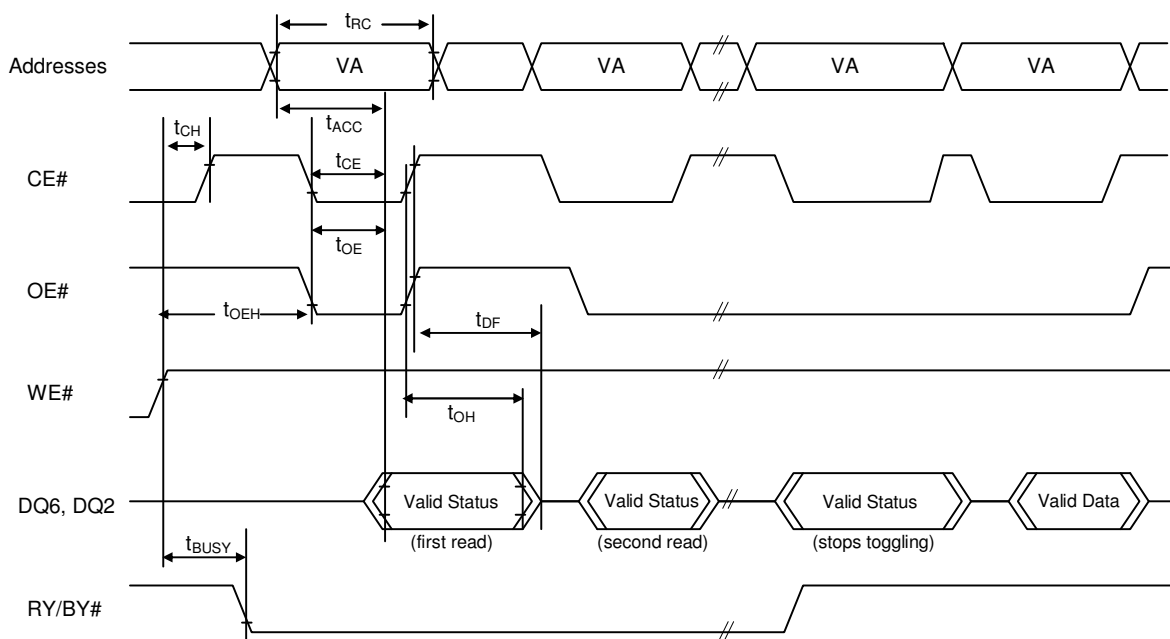 tRC
Addresses VA VA VA VA
tACC
tCH
tCE
CE#
tOE
OE#
tOEH
tDF
WE#
tOH
DQ6, DQ2 Valid Status Valid Status Valid Status Valid Data
(first read) (second read) (stops toggling)
tBUSY
RY/BY#